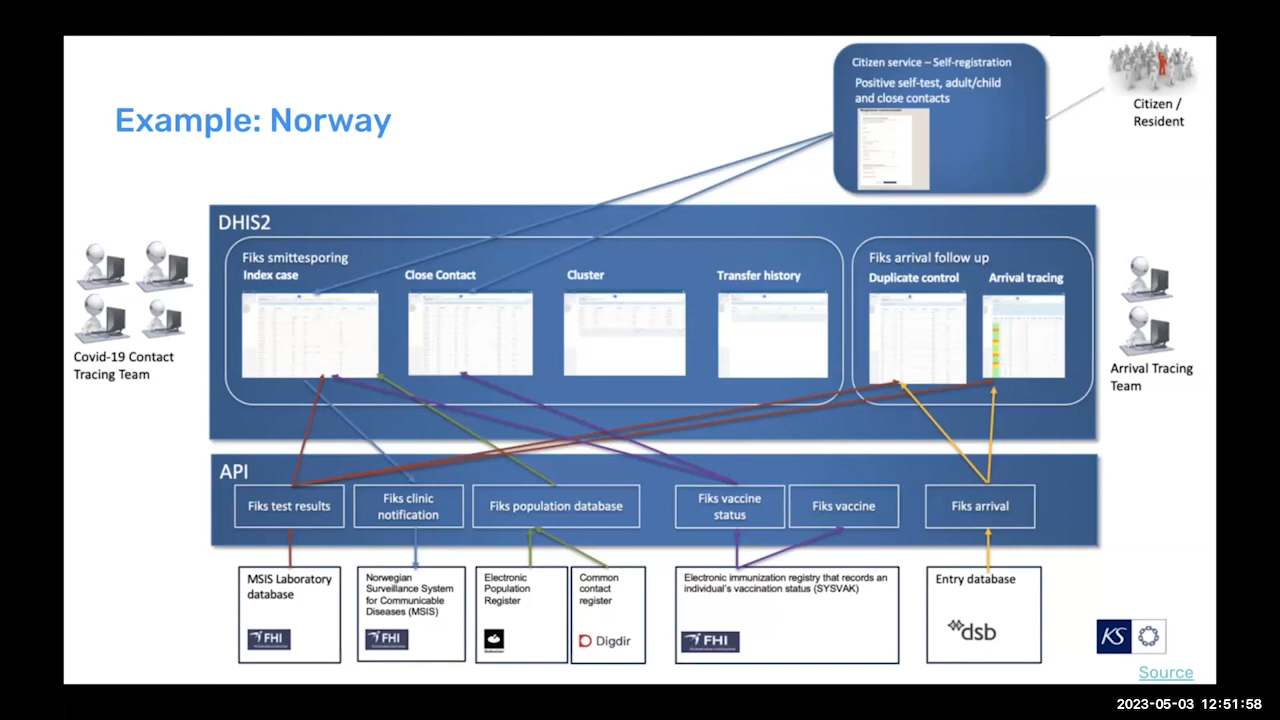 Example: Norway
Citizen service – Self-registration
Positive self-test, adult/child
and close contacts
Citizen /
Resident
DHIS2
Fiks smittesporing
Index case
Close Contact
Cluster
Transfer history
Fiks arrival follow up
Duplicate control
Arrival tracing
Covid-19 Contact
Tracing Team
Arrival Tracing
Team
API
Fiks test results
Fiks clinic
notification
Fiks population database
Fiks vaccine
status
Fiks vaccine
Fiks arrival
MSIS Laboratory
database
FHI
Norwegian
Surveillance System
for Communicable
Diseases (MSIS)
FHI
Electronic
Population
Register
Common
contact
register
Digdir
Electronic immunization registry that records an
individual's vaccination status (SYSVAK)
FHI
Entry database
dsb
KS
Source
2023-05-03 12:51:58